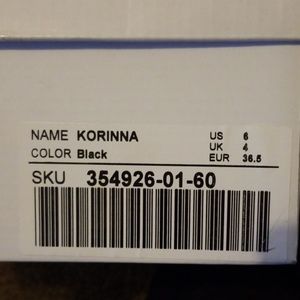 NAME KORINNA US 6
UK 4
COLOR Black EUR 36.5
SKU 354926-01-60